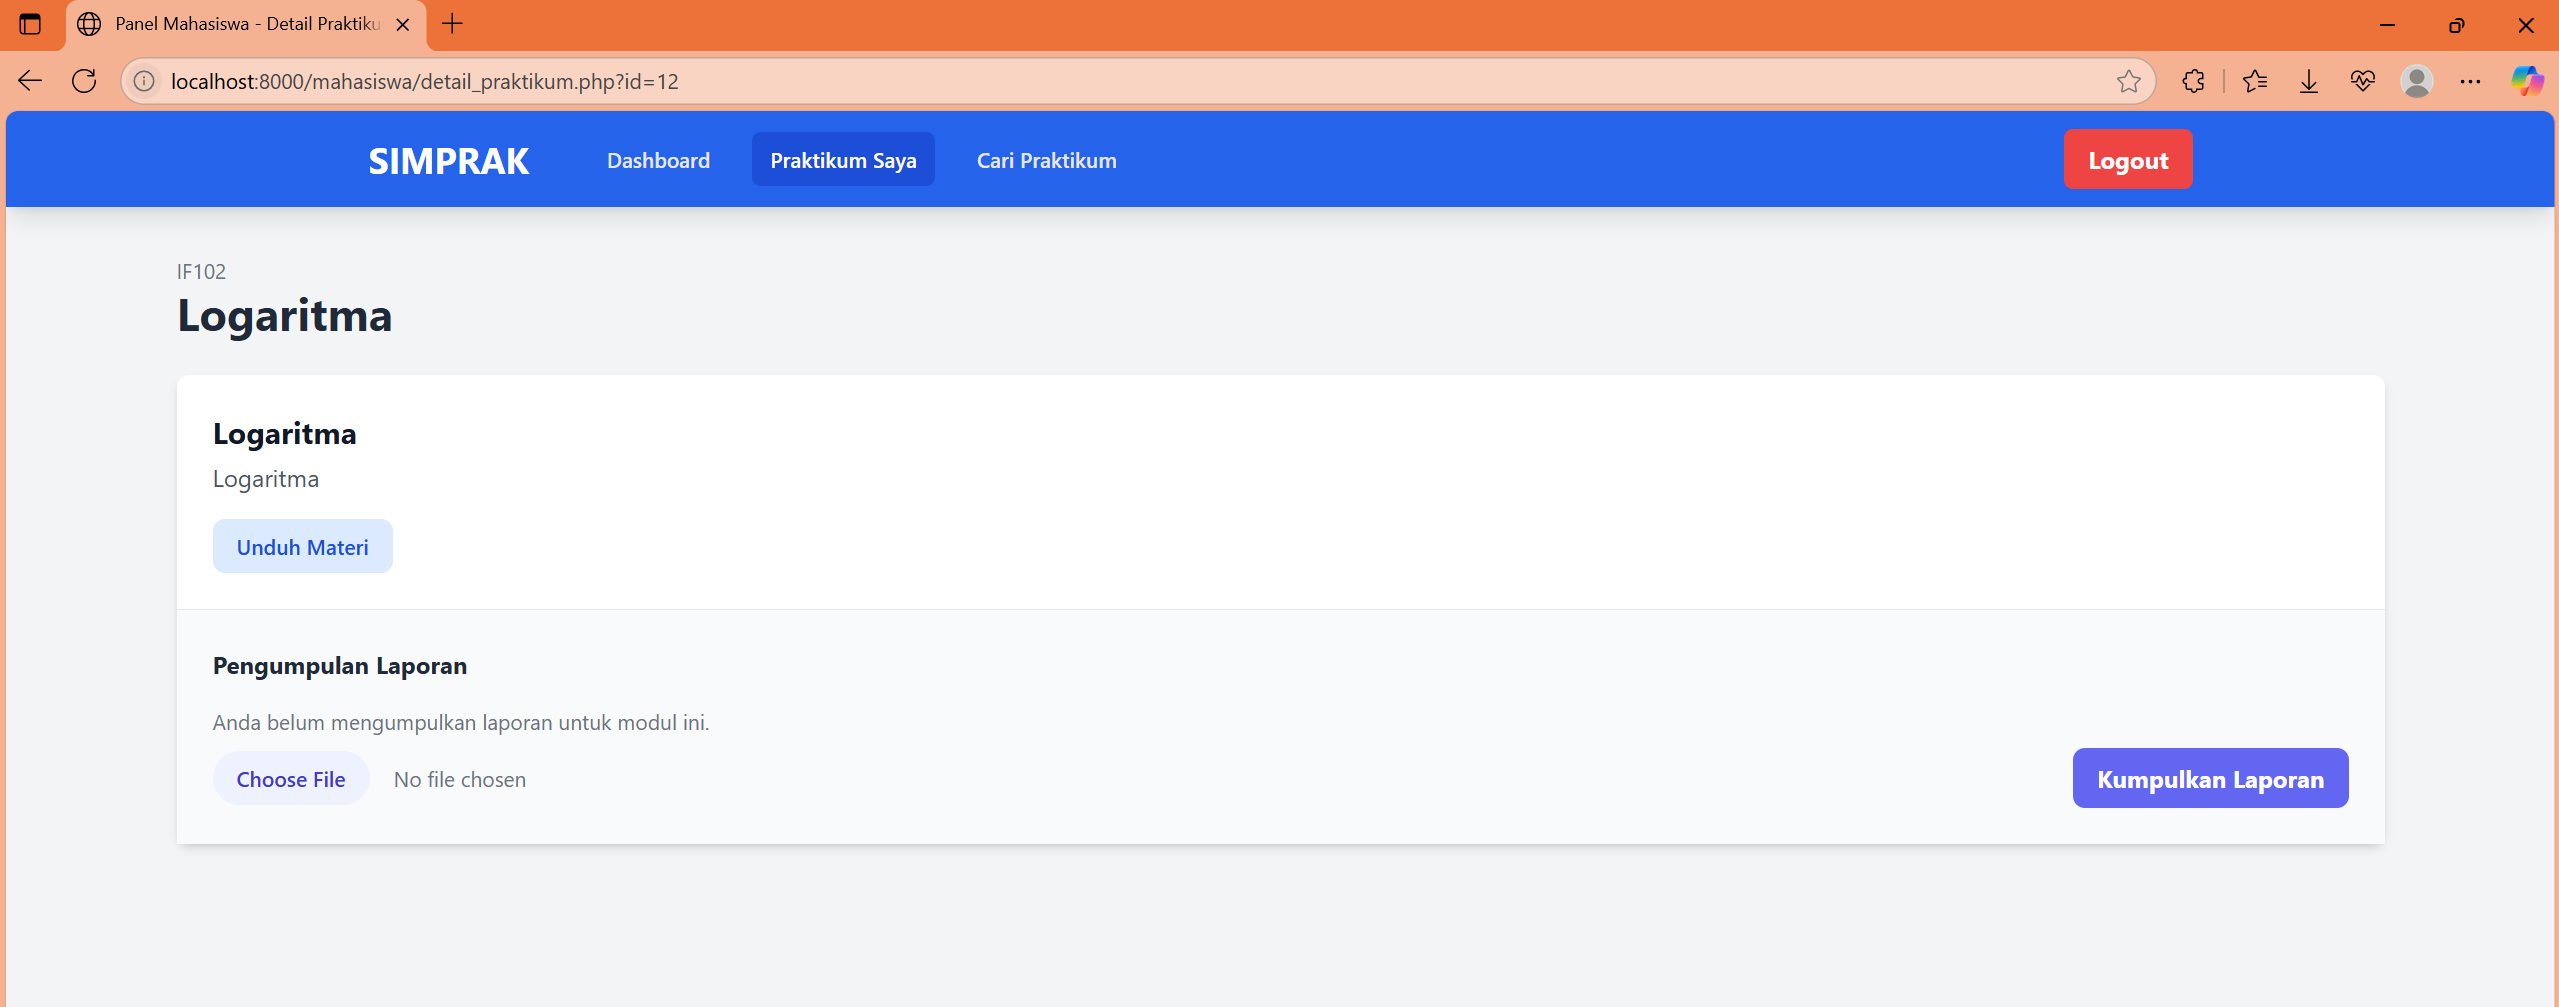 Panel Mahasiswa - Detail Praktiku
localhost:8000/mahasiswa/detail_praktikum.php?id=12
SIMPRAK Dashboard Praktikum Saya Cari Praktikum Logout
IF102
Logaritma
Logaritma
Logaritma
Unduh Materi
Pengumpulan Laporan
Anda belum mengumpulkan laporan untuk modul ini.
Choose File No file chosen Kumpulkan Laporan